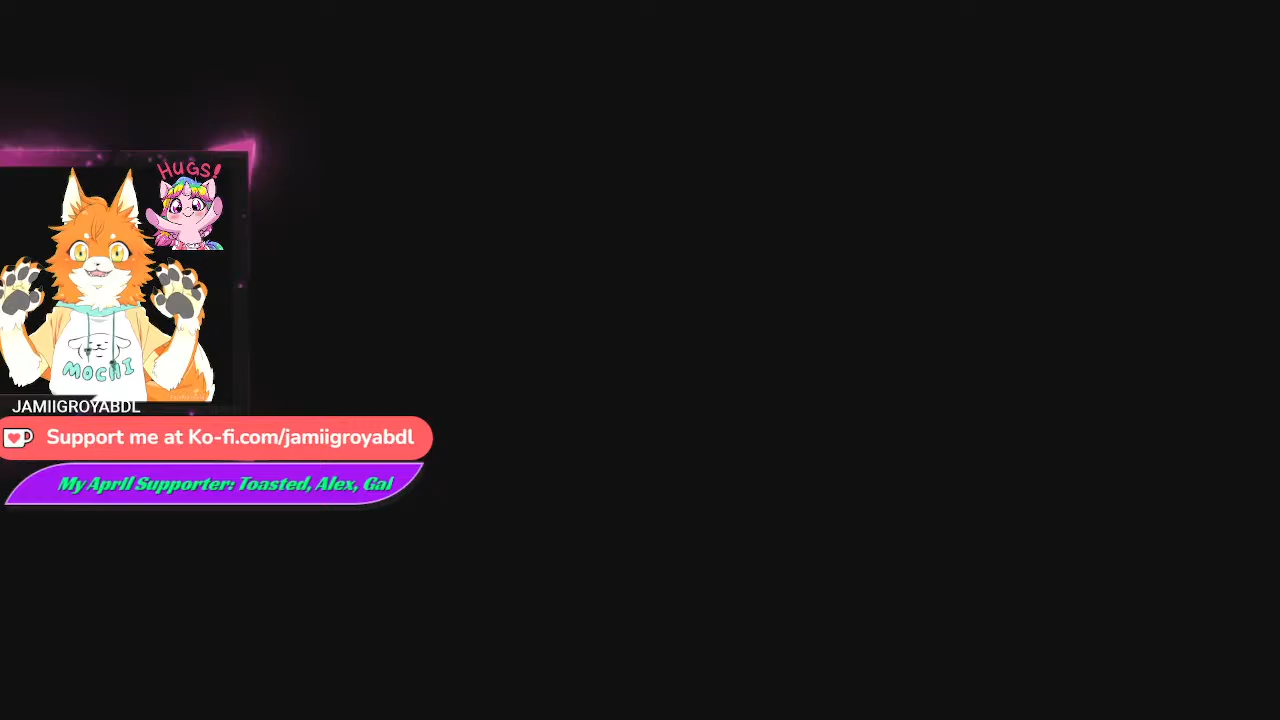 HUGS!
MOCHI
JAMIIGROYABDL
Support me at Ko-fi.com/jamiigroyabdl
My April Supporter: Toasted, Alex, Gal